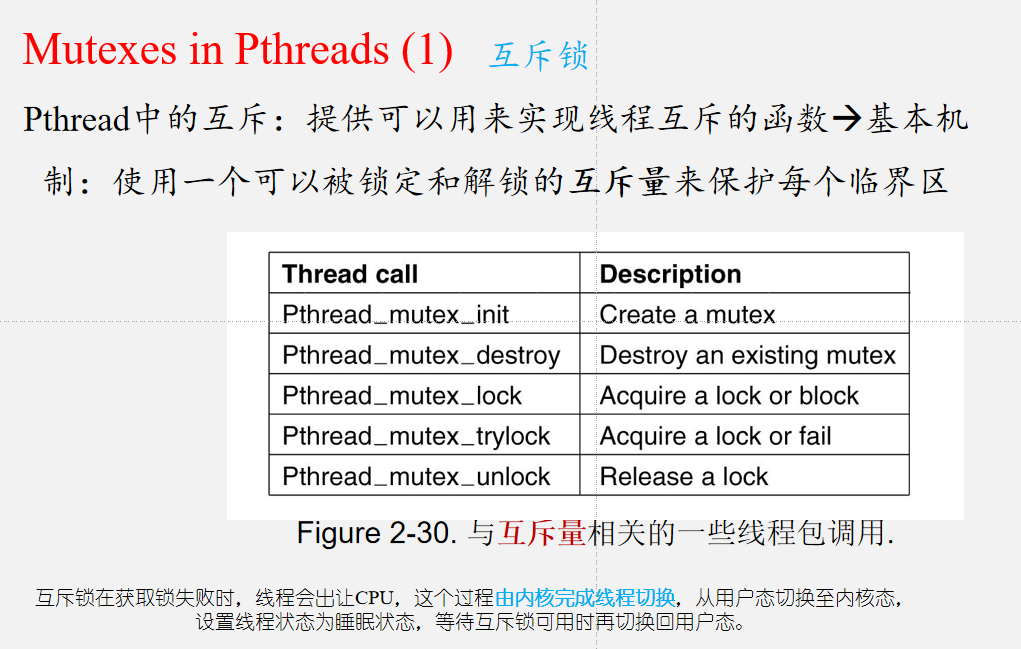 Mutexes in Pthreads (1) 互斥锁
Pthread中的互斥：提供可以用来实现线程互斥的函数→基本机
制：使用一个可以被锁定和解锁的互斥量来保护每个临界区
Thread call Description
Pthread_mutex_init Create a mutex
Pthread_mutex_destroy Destroy an existing mutex
Pthread_mutex_lock Acquire a lock or block
Pthread_mutex_trylock Acquire a lock or fail
Pthread_mutex_unlock Release a lock
Figure 2-30. 与互斥量相关的一些线程包调用.
互斥锁在获取锁失败时，线程会出让CPU，这个过程由内核完成线程切换，从用户态切换至内核态，
设置线程状态为睡眠状态，等待互斥锁可用时再切换回用户态。